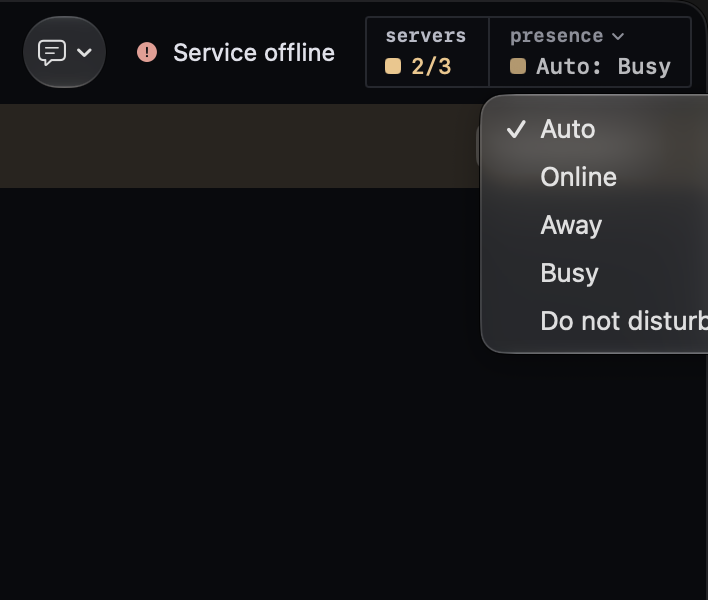 Service offline
servers
2/3
presence
Auto: Busy
Auto
Online
Away
Busy
Do not disturb